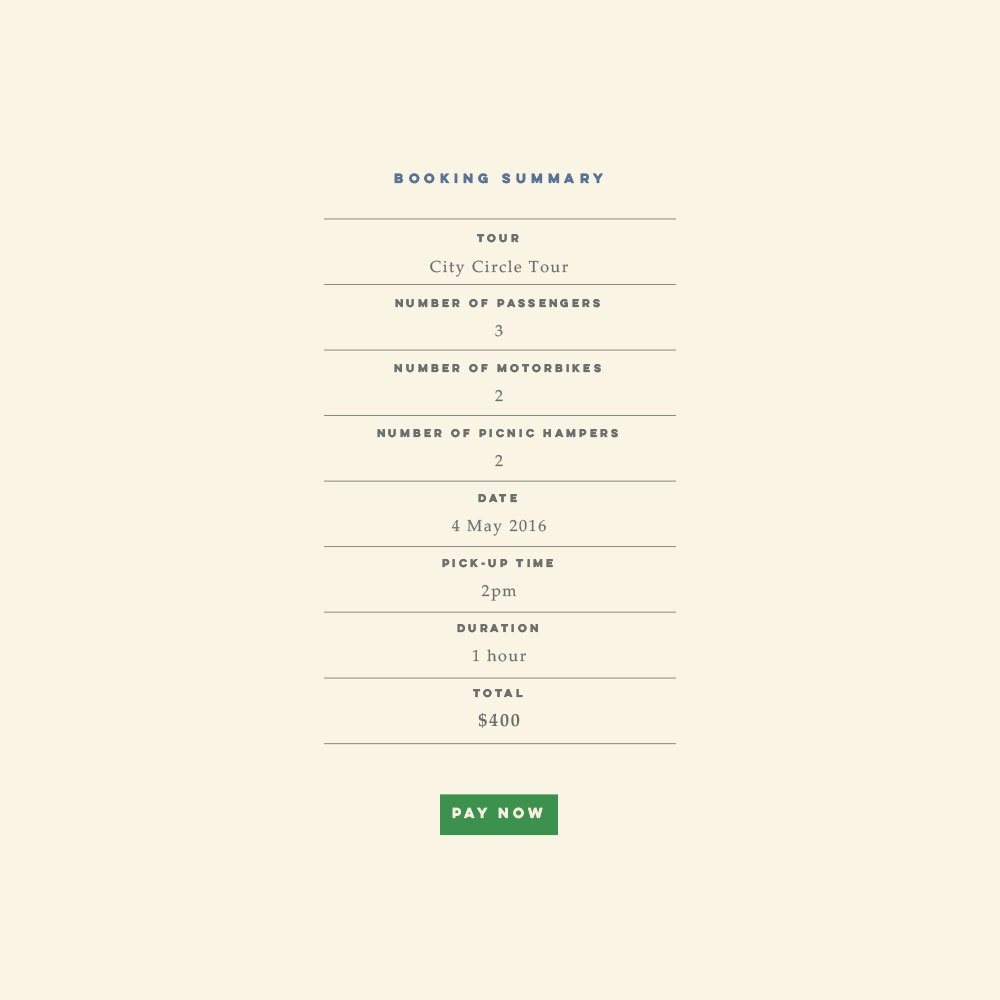 BOOKING SUMMARY
TOUR
City Circle Tour
NUMBER OF PASSENGERS
3
NUMBER OF MOTORBIKES
2
NUMBER OF PICNIC HAMPERS
2
DATE
4 May 2016
PICK-UP TIME
2pm
DURATION
1 hour
TOTAL
$400
PAY NOW